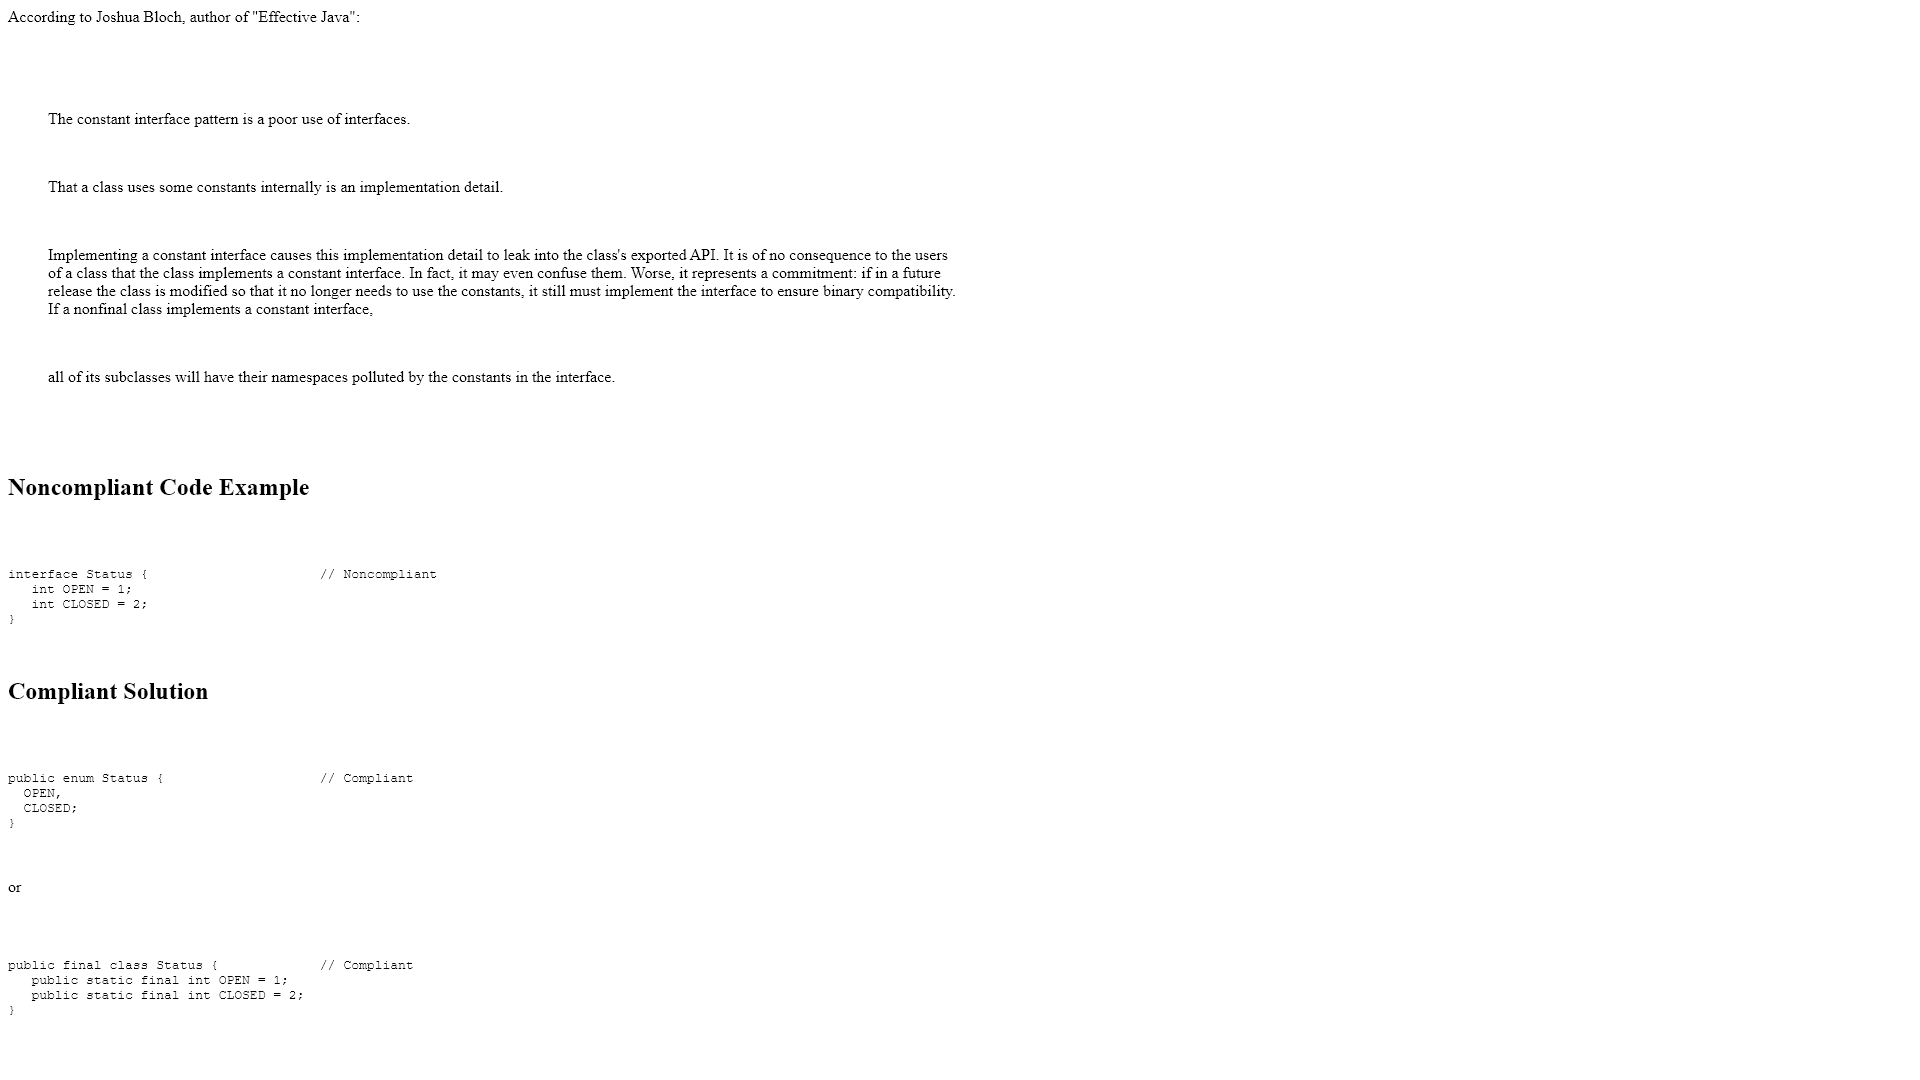 According to Joshua Bloch, author of "Effective Java":
The constant interface pattern is a poor use of interfaces.
That a class uses some constants internally is an implementation detail.
Implementing a constant interface causes this implementation detail to leak into the class's exported API. It is of no consequence to the users
of a class that the class implements a constant interface. In fact, it may even confuse them. Worse, it represents a commitment: if in a future
release the class is modified so that it no longer needs to use the constants, it still must implement the interface to ensure binary compatibility.
If a nonfinal class implements a constant interface,
all of its subclasses will have their namespaces polluted by the constants in the interface.
Noncompliant Code Example
interface Status {                      // Noncompliant
   int OPEN = 1;
   int CLOSED = 2;
}
Compliant Solution
public enum Status {                    // Compliant
  OPEN,
  CLOSED;
}
or
public final class Status {             // Compliant
   public static final int OPEN = 1;
   public static final int CLOSED = 2;
}